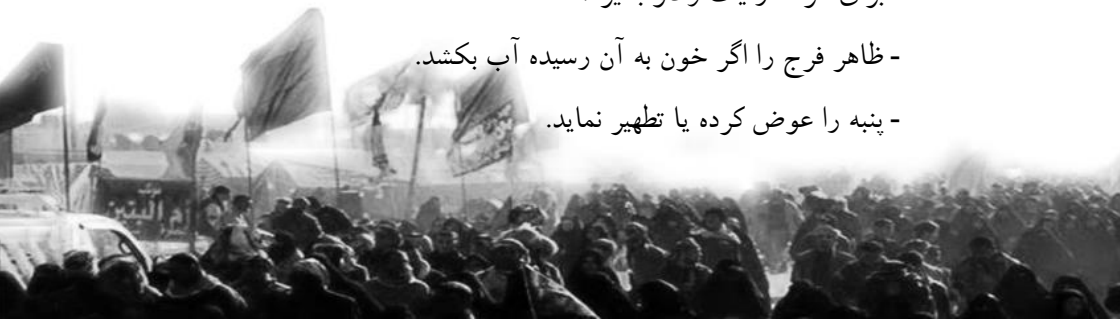 - ظاهر فرج را اگر خون به آن رسیده آب بکشد.
- پنبه را عوض کرده یا تطهیر نماید.